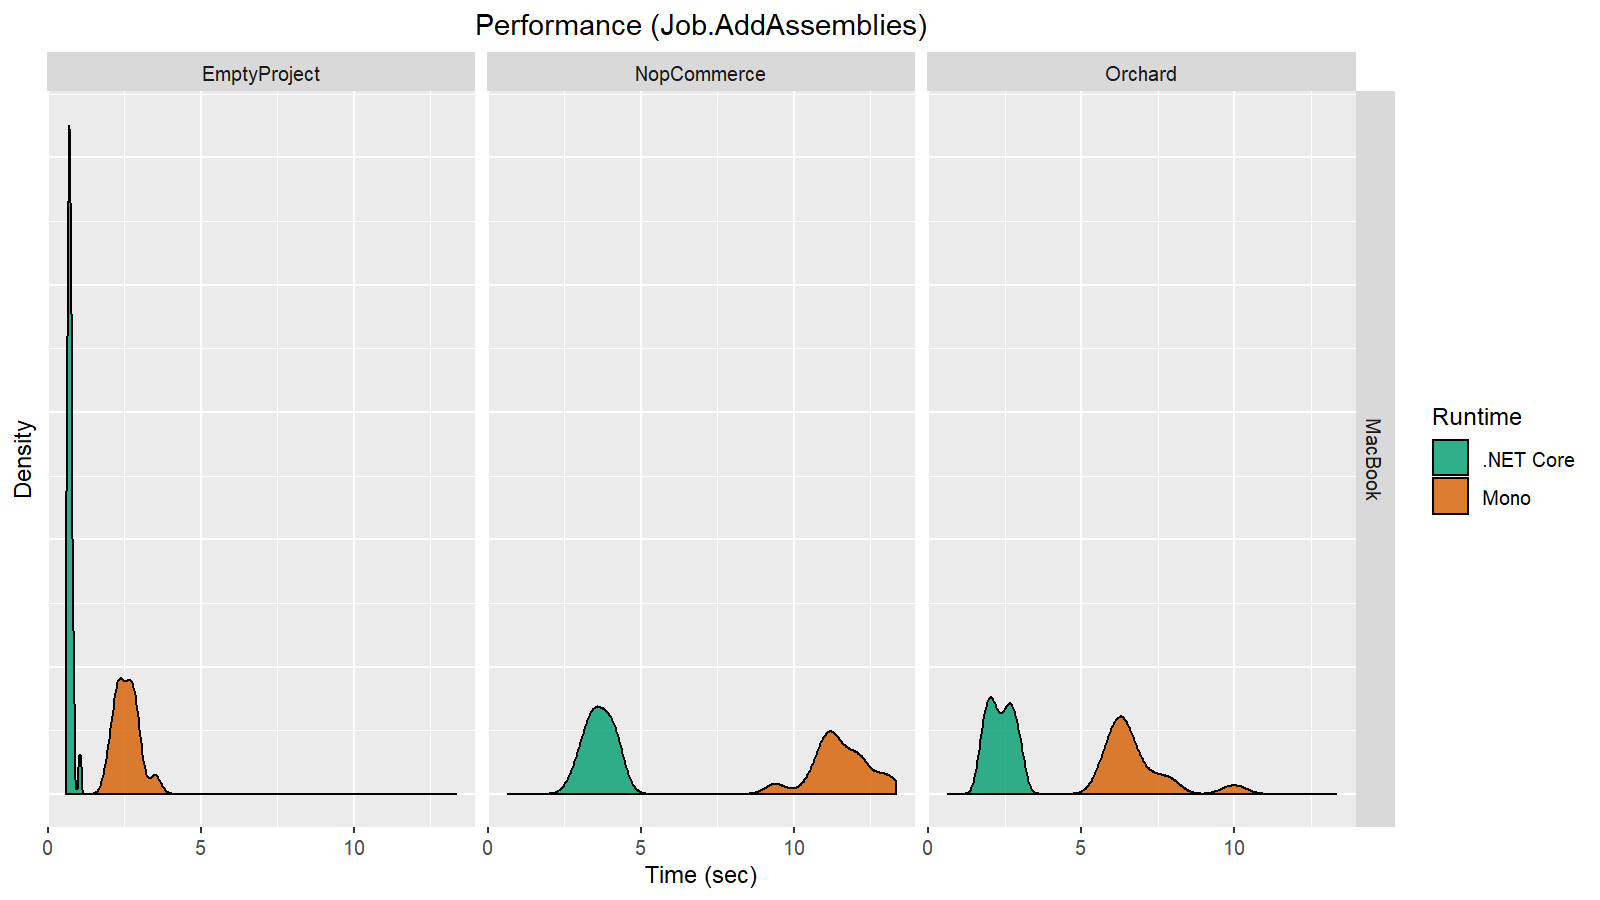 Performance (Job.AddAssemblies)
EmptyProject
NopCommerce
Orchard
Density
MacBook
Runtime
.NET Core
Mono
0 5 10
0 5 10
0 5 10
Time (sec)